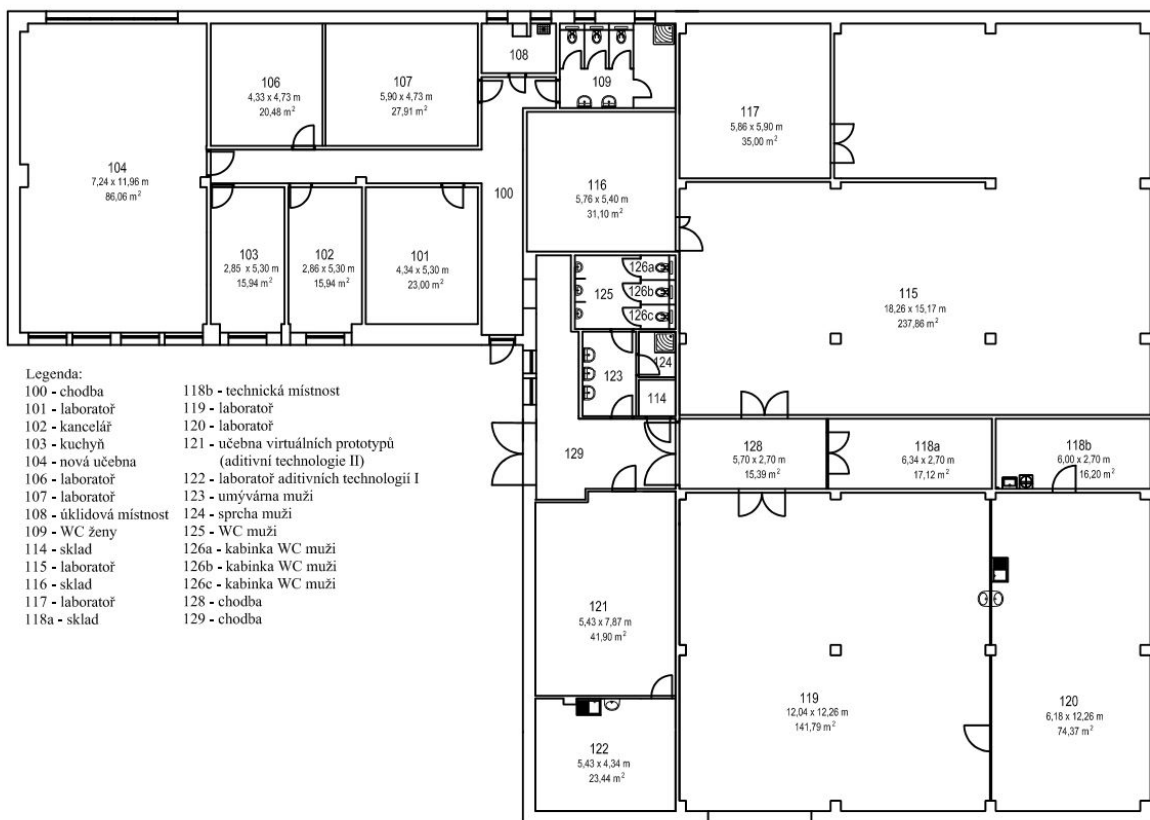 108
106
4,33 x 4,73 m
20,48 m²
107
5,90 x 4,73 m
27,91 m²
109
117
5,86 x 5,90 m
35,00 m²
104
7,24 x 11,96 m
86,06 m²
100
116
5,76 x 5,40 m
31,10 m²
103
2,85 x 5,30 m
15,94 m²
102
2,86 x 5,30 m
15,94 m²
101
4,34 x 5,30 m
23,00 m²
126a
125
126b
126c
115
18,26 x 15,17 m
237,86 m²
124
123
114
Legenda:
100 - chodba
101 - laboratoř
102 - kancelář
103 - kuchyň
104 - nová učebna
106 - laboratoř
107 - laboratoř
108 - úklidová místnost
109 - WC ženy
114 - sklad
115 - laboratoř
116 - sklad
117 - laboratoř
118a - sklad
118b - technická místnost
119 - laboratoř
120 - laboratoř
121 - učebna virtuálních prototypů
(aditivní technologie II)
122 - laboratoř aditivních technologií I
123 - umývárna muži
124 - sprcha muži
125 - WC muži
126a - kabinka WC muži
126b - kabinka WC muži
126c - kabinka WC muži
128 - chodba
129 - chodba
129
128
5,70 x 2,70 m
15,39 m²
118a
6,34 x 2,70 m
17,12 m²
118b
6,00 x 2,70 m
16,20 m²
121
5,43 x 7,87 m
41,90 m²
119
12,04 x 12,26 m
141,79 m²
120
6,18 x 12,26 m
74,37 m²
122
5,43 x 4,34 m
23,44 m²